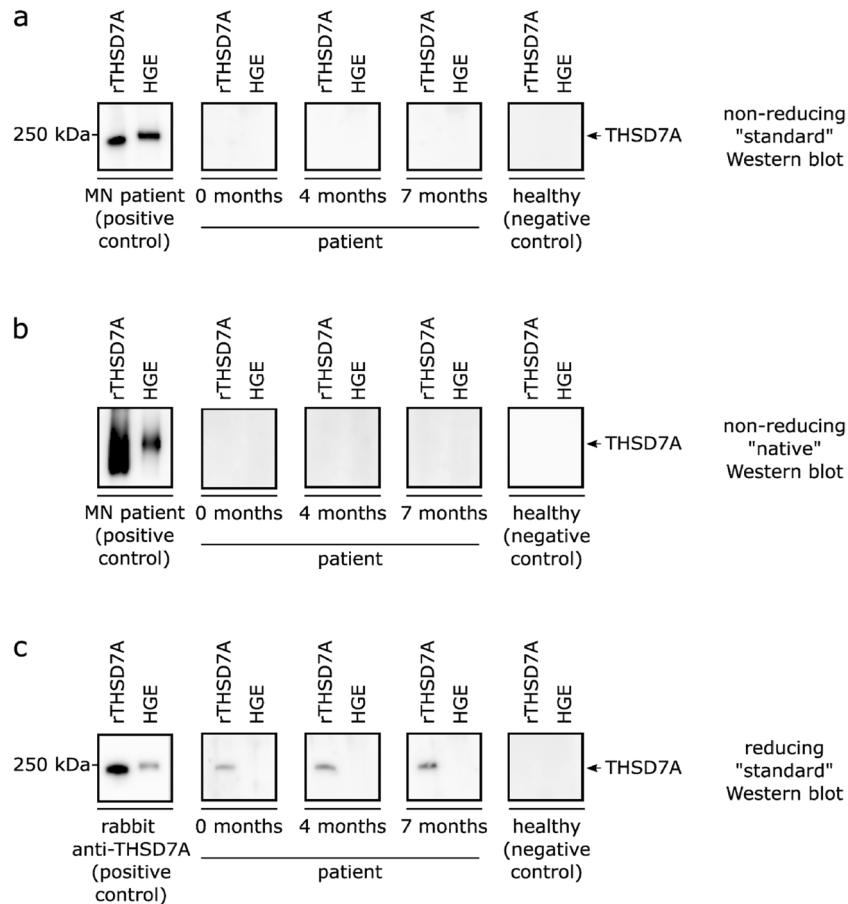 a
rTHSD7A
HGE
rTHSD7A
HGE
rTHSD7A
HGE
rTHSD7A
HGE
rTHSD7A
HGE
250 kDa
THSD7A
non-reducing
"standard"
Western blot
MN patient
(positive
control)
0 months
4 months
7 months
patient
healthy
(negative
control)
b
rTHSD7A
HGE
rTHSD7A
HGE
rTHSD7A
HGE
rTHSD7A
HGE
rTHSD7A
HGE
THSD7A
non-reducing
"native"
Western blot
MN patient
(positive
control)
0 months
4 months
7 months
patient
healthy
(negative
control)
c
rTHSD7A
HGE
rTHSD7A
HGE
rTHSD7A
HGE
rTHSD7A
HGE
rTHSD7A
HGE
250 kDa
THSD7A
reducing
"standard"
Western blot
rabbit
anti-THSD7A
(positive
control)
0 months
4 months
7 months
patient
healthy
(negative
control)